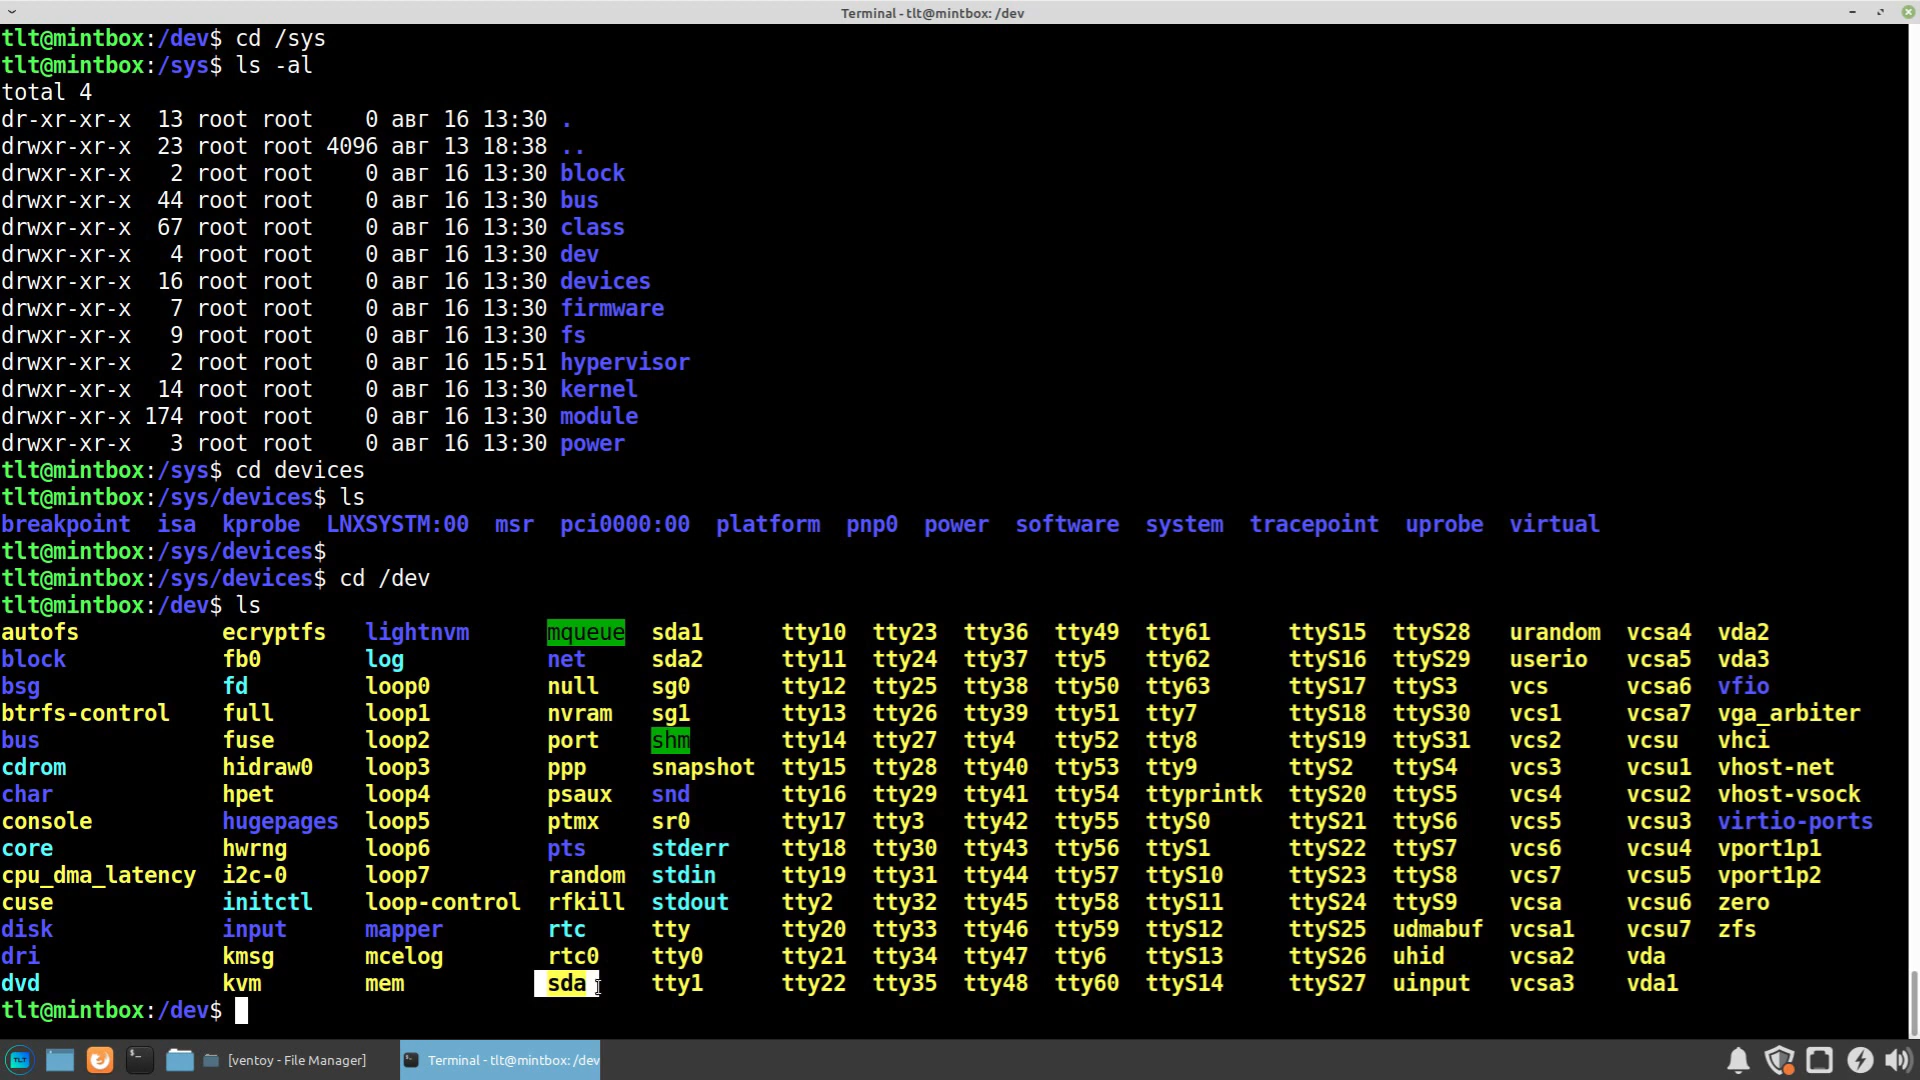 Terminal - tlt@mintbox: /dev
tlt@mintbox:/dev$ cd /sys
tlt@mintbox:/sys$ ls -al
total 4
dr-xr-xr-x  13 root root    0 авг 16 13:30 .
drwxr-xr-x  23 root root 4096 авг 13 18:38 ..
drwxr-xr-x   2 root root    0 авг 16 13:30 block
drwxr-xr-x  44 root root    0 авг 16 13:30 bus
drwxr-xr-x  67 root root    0 авг 16 13:30 class
drwxr-xr-x   4 root root    0 авг 16 13:30 dev
drwxr-xr-x  16 root root    0 авг 16 13:30 devices
drwxr-xr-x   7 root root    0 авг 16 13:30 firmware
drwxr-xr-x   9 root root    0 авг 16 13:30 fs
drwxr-xr-x   2 root root    0 авг 16 15:51 hypervisor
drwxr-xr-x  14 root root    0 авг 16 13:30 kernel
drwxr-xr-x 174 root root    0 авг 16 13:30 module
drwxr-xr-x   3 root root    0 авг 16 13:30 power
tlt@mintbox:/sys$ cd devices
tlt@mintbox:/sys/devices$ ls
breakpoint  isa  kprobe  LNXSYSTM:00  msr  pci0000:00  platform  pnp0  power  software  system  tracepoint  uprobe  virtual
tlt@mintbox:/sys/devices$
tlt@mintbox:/sys/devices$ cd /dev
tlt@mintbox:/dev$ ls
autofs ecryptfs lightnvm mqueue sda1 tty10 tty23 tty36 tty49 tty61 ttyS15 ttyS28 urandom vcsa4 vda2
block fb0 log net sda2 tty11 tty24 tty37 tty5 tty62 ttyS16 ttyS29 userio vcsa5 vda3
bsg fd loop0 null sg0 tty12 tty25 tty38 tty50 tty63 ttyS17 ttyS3 vcs vcsa6 vfio
btrfs-control full loop1 nvram sg1 tty13 tty26 tty39 tty51 tty7 ttyS18 ttyS30 vcs1 vcsa7 vga_arbiter
bus fuse loop2 port shm tty14 tty27 tty4 tty52 tty8 ttyS19 ttyS31 vcs2 vcsu vhci
cdrom hidraw0 loop3 ppp snapshot tty15 tty28 tty40 tty53 tty9 ttyS2 ttyS4 vcs3 vcsu1 vhost-net
char hpet loop4 psaux snd tty16 tty29 tty41 tty54 ttyprintk ttyS20 ttyS5 vcs4 vcsu2 vhost-vsock
console hugepages loop5 ptmx sr0 tty17 tty3 tty42 tty55 ttyS0 ttyS21 ttyS6 vcs5 vcsu3 virtio-ports
core hwrng loop6 pts stderr tty18 tty30 tty43 tty56 ttyS1 ttyS22 ttyS7 vcs6 vcsu4 vport1p1
cpu_dma_latency i2c-0 loop7 random stdin tty19 tty31 tty44 tty57 ttyS10 ttyS23 ttyS8 vcs7 vcsu5 vport1p2
cuse initctl loop-control rfkill stdout tty2 tty32 tty45 tty58 ttyS11 ttyS24 ttyS9 vcsa vcsu6 zero
disk input mapper rtc tty tty20 tty33 tty46 tty59 ttyS12 ttyS25 udmabuf vcsa1 vcsu7 zfs
dri kmsg mcelog rtc0 tty0 tty21 tty34 tty47 tty6 ttyS13 ttyS26 uhid vcsa2 vda
dvd kvm mem sda tty1 tty22 tty35 tty48 tty60 ttyS14 ttyS27 uinput vcsa3 vda1
tlt@mintbox:/dev$
TLT [ventoy - File Manager] Terminal - tlt@mintbox: /dev